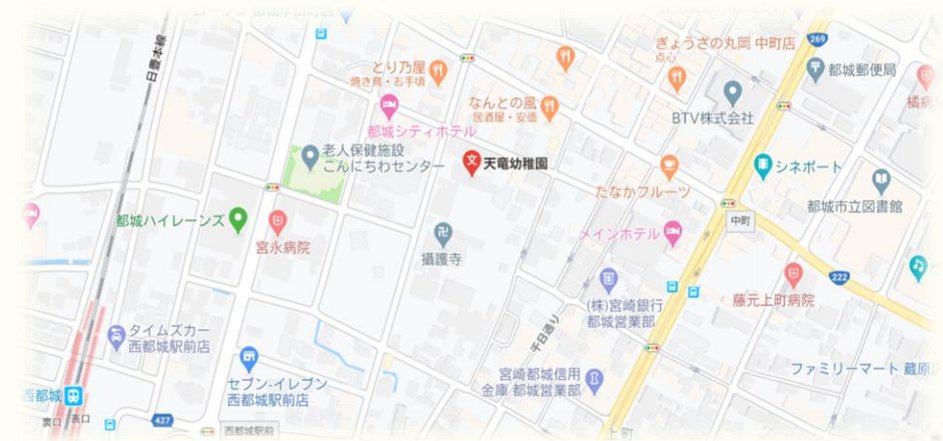 ぎょうざの丸岡 中町店
点心
269
都城郵便局
日豊本線
とり乃屋
焼き鳥・お手頃
なんとの風
居酒屋・安価
BTV株式会社
橘病
都城シティホテル
老人保健施設
こんにちわセンター
天竜幼稚園
シネポート
たなかフルーツ
都城市立図書館
都城ハイレーンズ
宮永病院
攝護寺
メインホテル
中町
222
(株)宮崎銀行
都城営業部
藤元上町病院
千日通り
タイムズカー
西都城駅前店
セブン-イレブン
西都城駅前店
宮崎都城信用
金庫 都城営業部
ファミリーマート 蔵原
西都城
裏口
表口
427
西都城駅前
上町